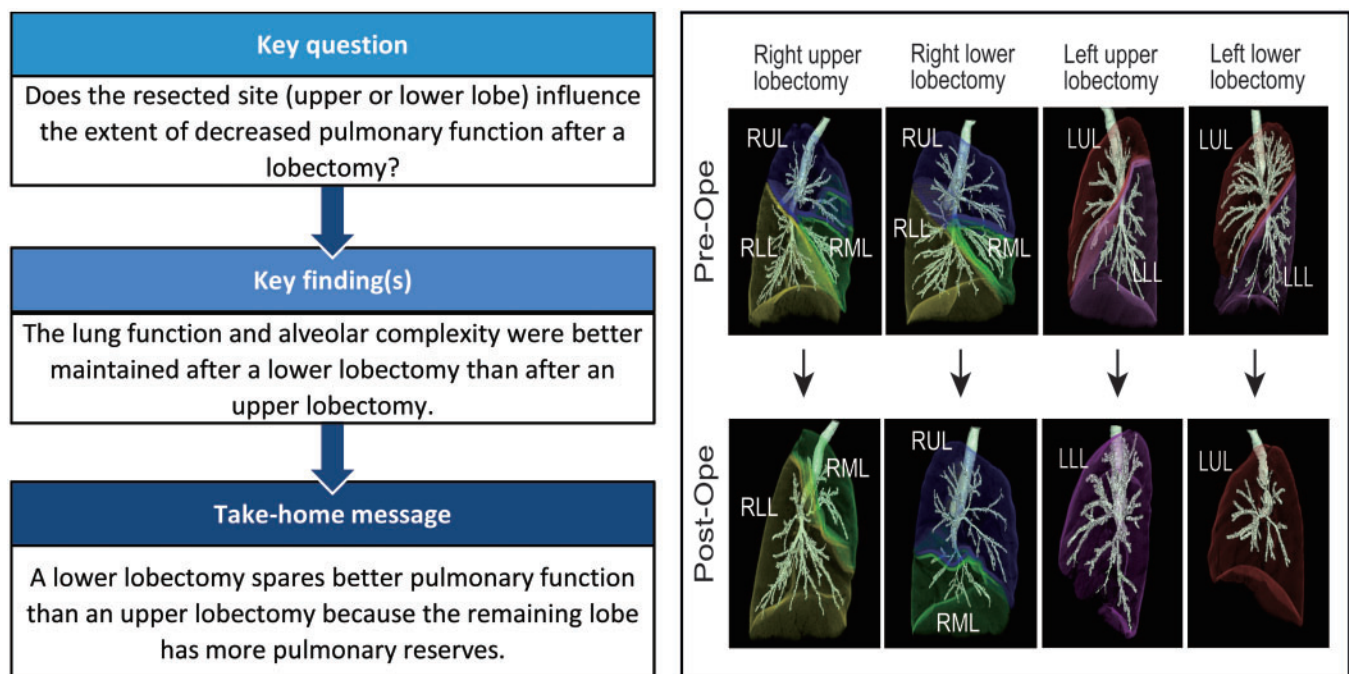 Key question
Does the resected site (upper or lower lobe) influence
the extent of decreased pulmonary function after a
lobectomy?
Key finding(s)
The lung function and alveolar complexity were better
maintained after a lower lobectomy than after an
upper lobectomy.
Take-home message
A lower lobectomy spares better pulmonary function
than an upper lobectomy because the remaining lobe
has more pulmonary reserves.
Right upper
lobectomy
Right lower
lobectomy
Left upper
lobectomy
Left lower
lobectomy
Pre-Ope
RUL
RLL
RML
RUL
RLL
RML
LUL
LLL
LUL
LLL
Post-Ope
RML
RLL
RUL
RML
LLL
LUL